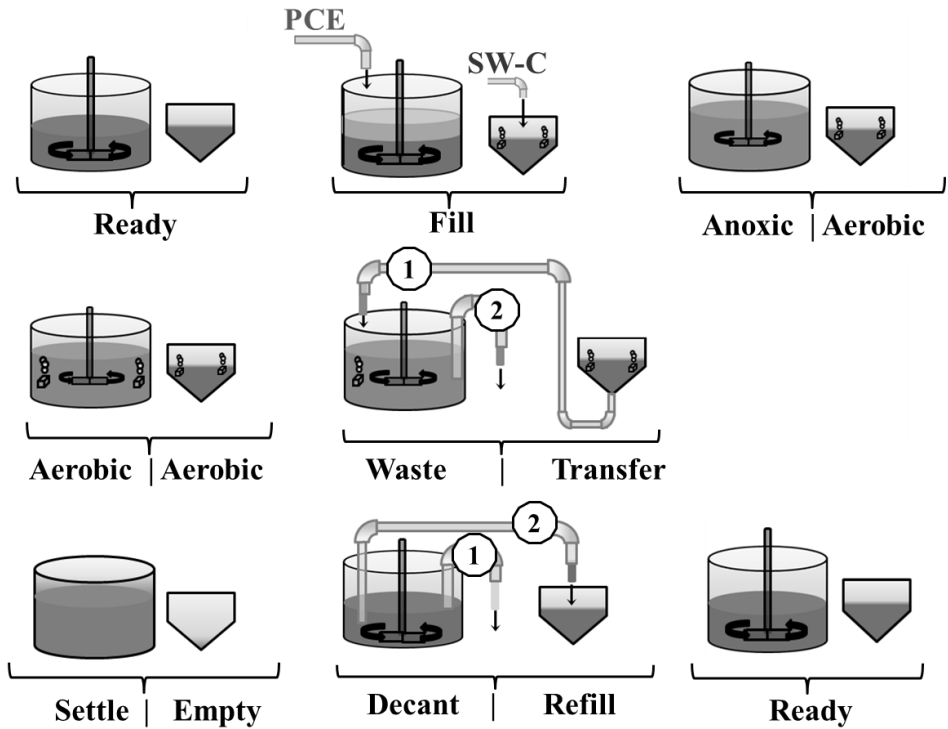 PCE
SW-C
Ready
Fill
Anoxic | Aerobic
1
2
Aerobic | Aerobic
Waste | Transfer
2
1
Settle | Empty
Decant | Refill
Ready